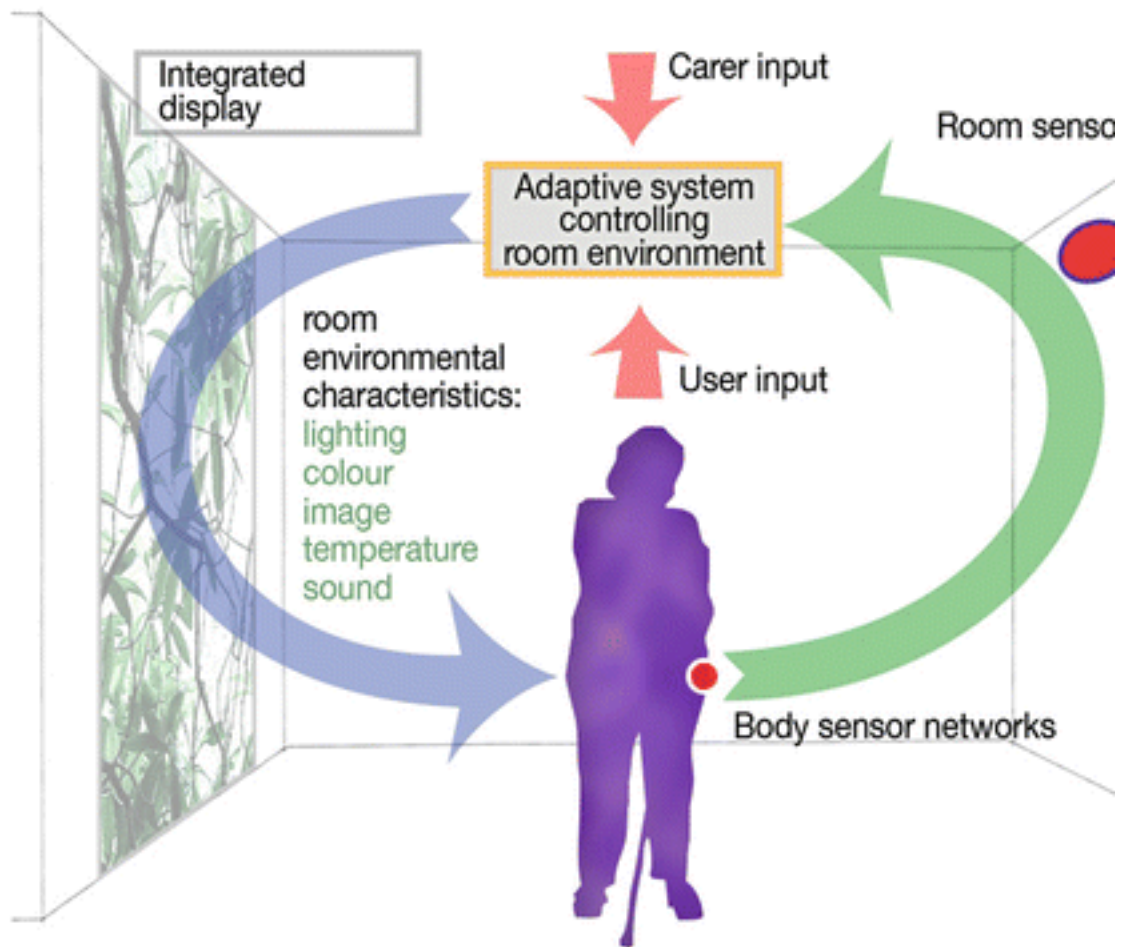 Integrated
display
Carer input
Room senso
Adaptive system
controlling
room environment
room
environmental
characteristics:
lighting
colour
image
temperature
sound
User input
Body sensor networks